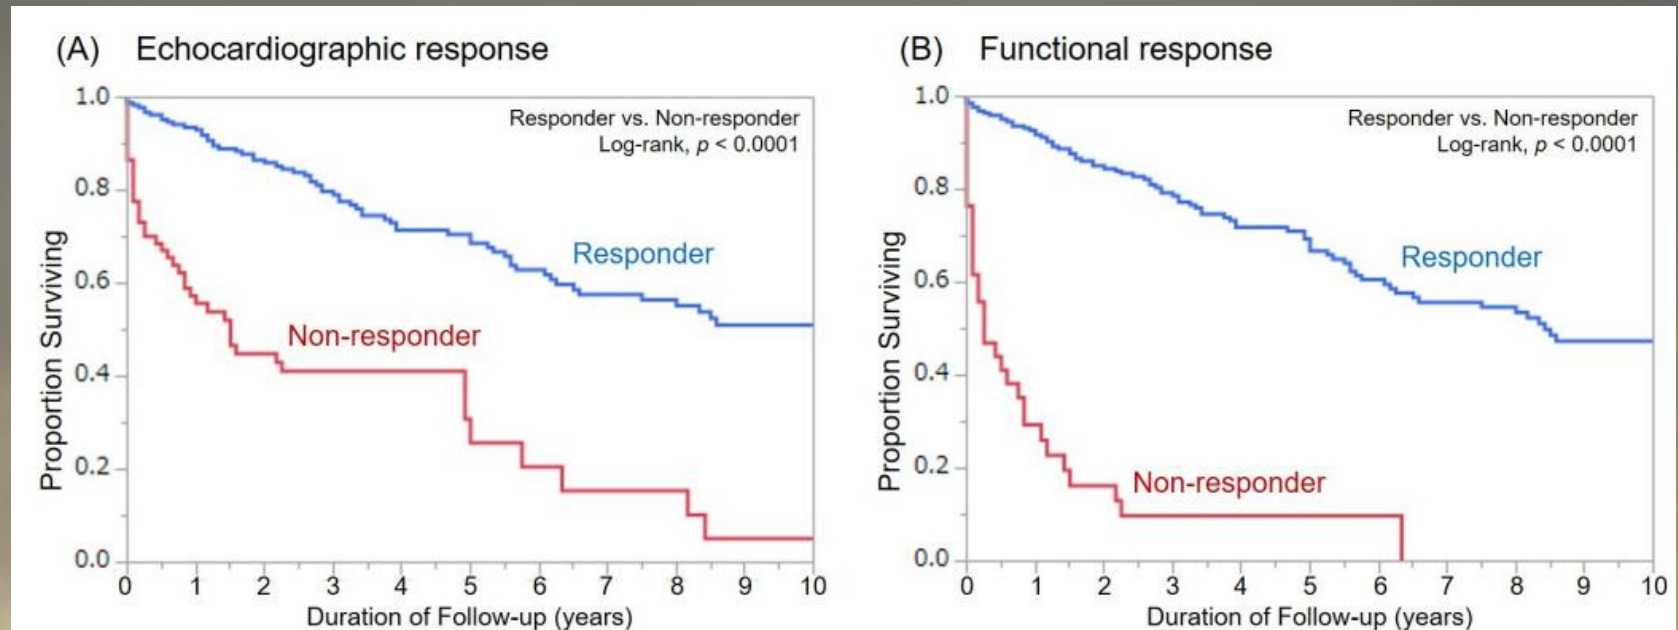 (A) Echocardiographic response
1.0
0.8
0.6
0.4
0.2
0.0
Proportion Surviving
Responder vs. Non-responder
Log-rank, p < 0.0001
Responder
Non-responder
0 1 2 3 4 5 6 7 8 9 10
Duration of Follow-up (years)
(B) Functional response
1.0
0.8
0.6
0.4
0.2
0.0
Proportion Surviving
Responder vs. Non-responder
Log-rank, p < 0.0001
Responder
Non-responder
0 1 2 3 4 5 6 7 8 9 10
Duration of Follow-up (years)